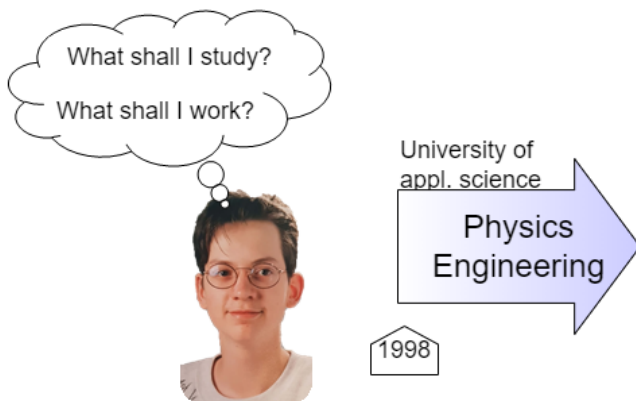 What shall I study?
What shall I work?
University of
appl. science
Physics
Engineering
1998